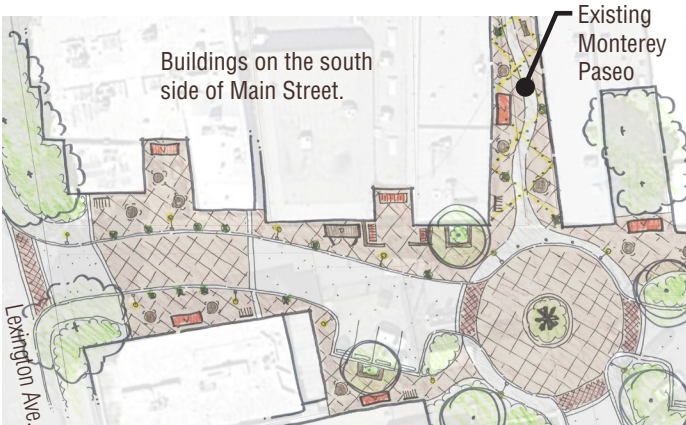 Existing
Monterey
Paseo
Buildings on the south
side of Main Street.
Lexington Ave.